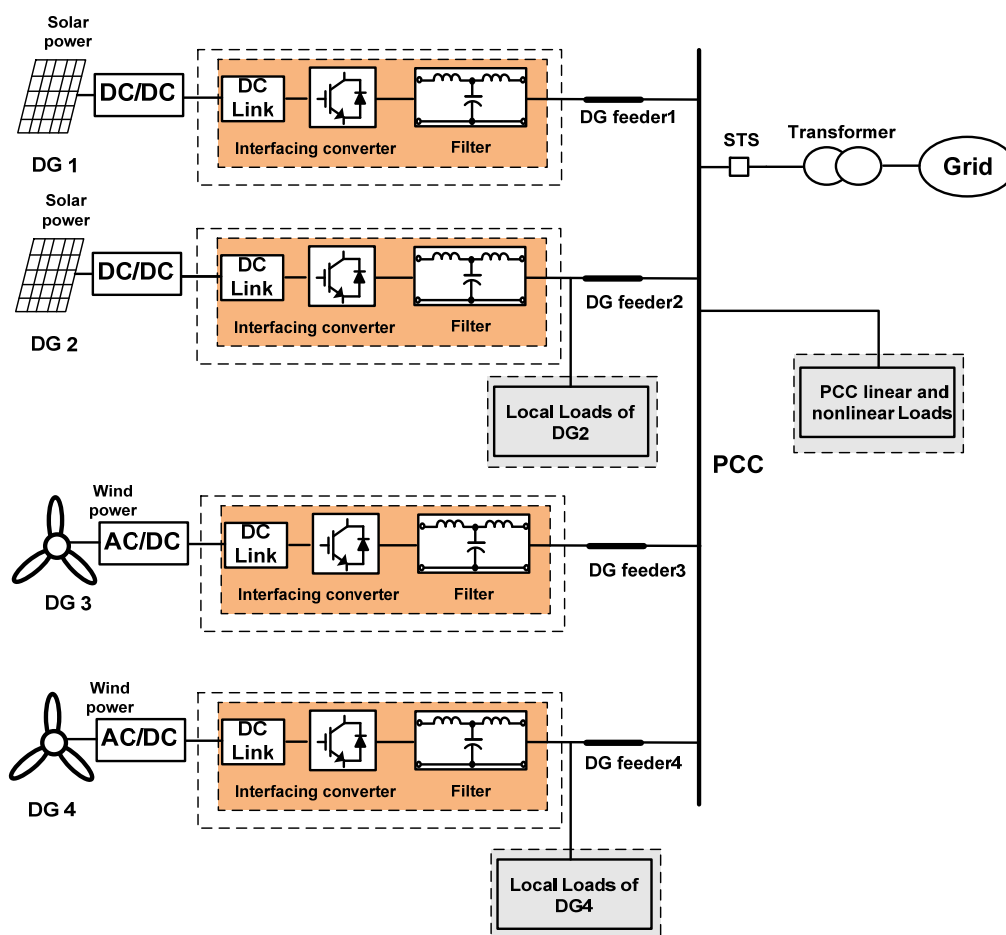 Solar
power
DC/DC
DC
Link
Interfacing converter
Filter
DG feeder1
DG 1
STS
Transformer
Grid
Solar
power
DC/DC
DC
Link
Interfacing converter
Filter
DG feeder2
DG 2
Local Loads of
DG2
PCC linear and
nonlinear Loads
PCC
Wind
power
AC/DC
DC
Link
Interfacing converter
Filter
DG feeder3
DG 3
Wind
power
AC/DC
DC
Link
Interfacing converter
Filter
DG feeder4
DG 4
Local Loads of
DG4